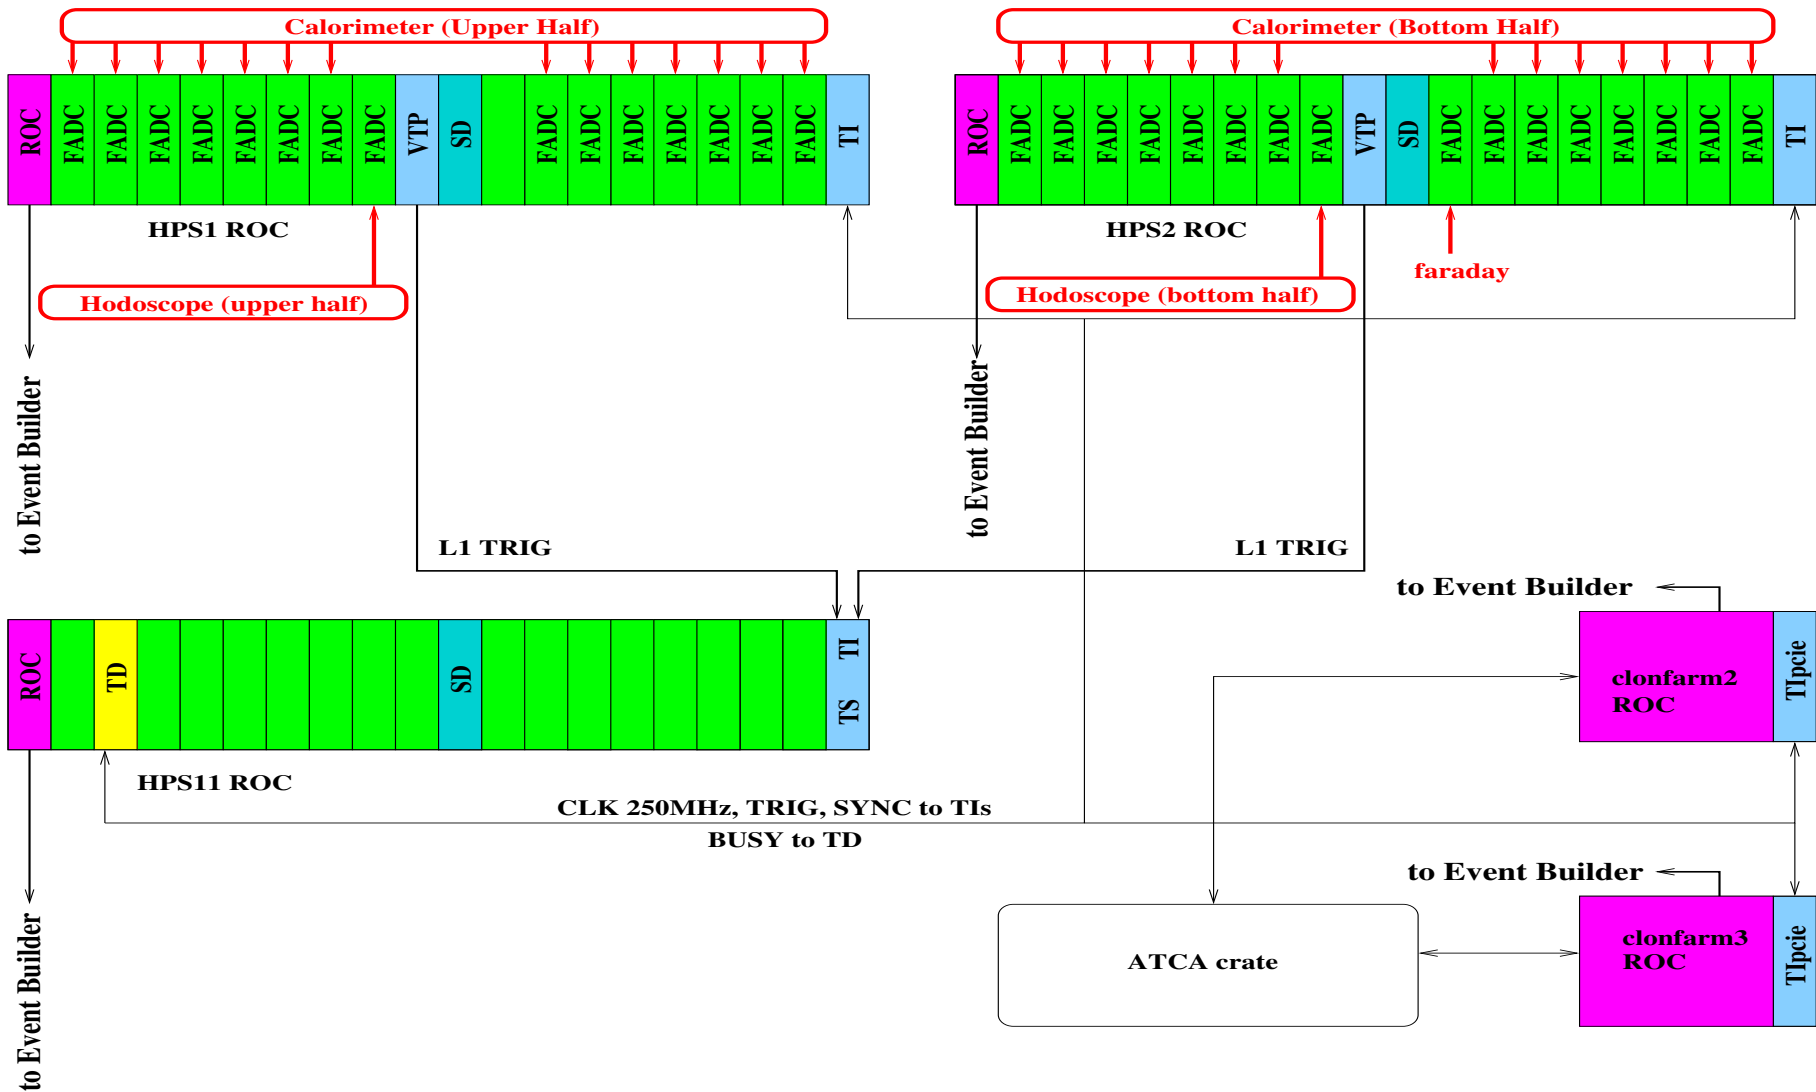 Calorimeter (Upper Half)
ROC
FADC
FADC
FADC
FADC
FADC
FADC
FADC
FADC
VTP
SD
FADC
FADC
FADC
FADC
FADC
FADC
FADC
TI
HPS1 ROC
Hodoscope (upper half)
to Event Builder
Calorimeter (Bottom Half)
ROC
FADC
FADC
FADC
FADC
FADC
FADC
FADC
FADC
VTP
SD
FADC
FADC
FADC
FADC
FADC
FADC
FADC
FADC
TI
HPS2 ROC
faraday
Hodoscope (bottom half)
to Event Builder
L1 TRIG
L1 TRIG
ROC
TD
SD
TI
TS
HPS11 ROC
CLK 250MHz, TRIG, SYNC to TIs
BUSY to TD
to Event Builder
to Event Builder
clonfarm2
ROC
TIpcie
to Event Builder
clonfarm3
ROC
TIpcie
ATCA crate